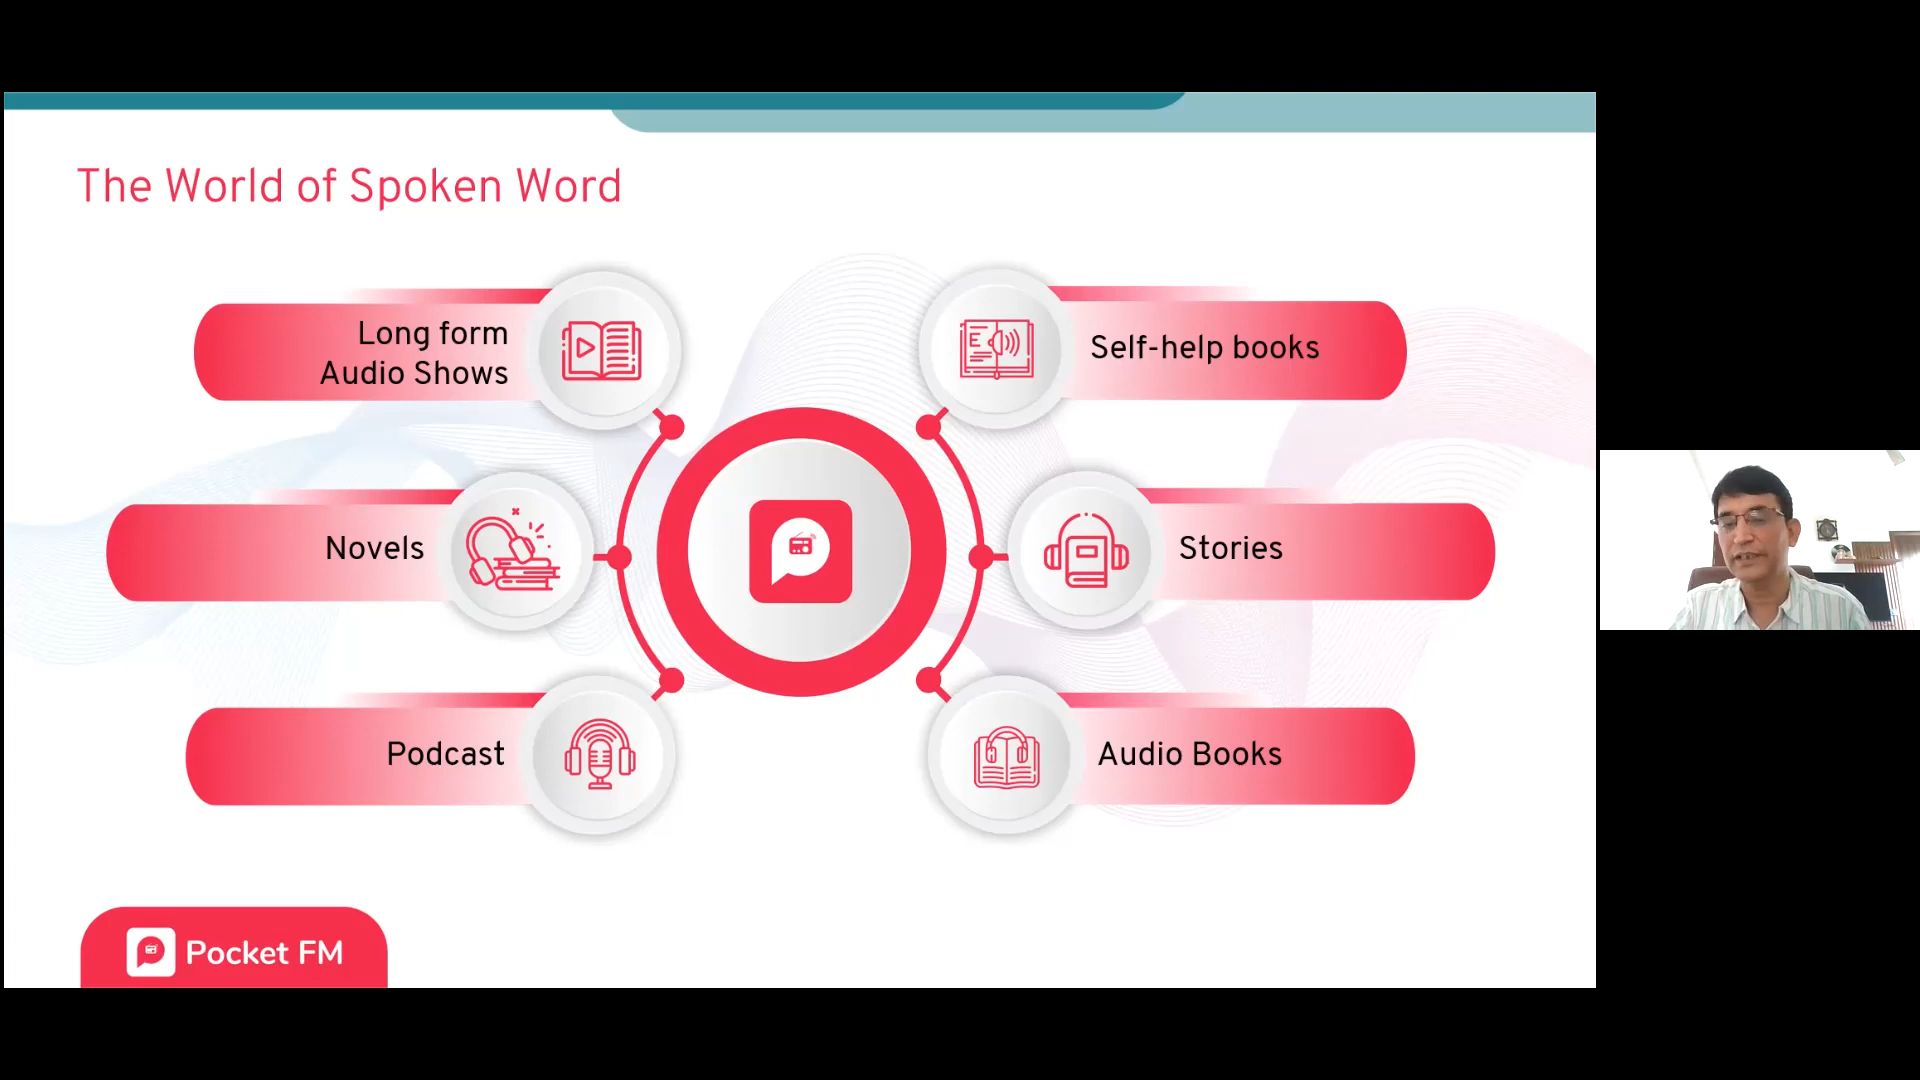 The World of Spoken Word
Long form
Audio Shows
Self-help books
Novels
Stories
Podcast
Audio Books
Pocket FM